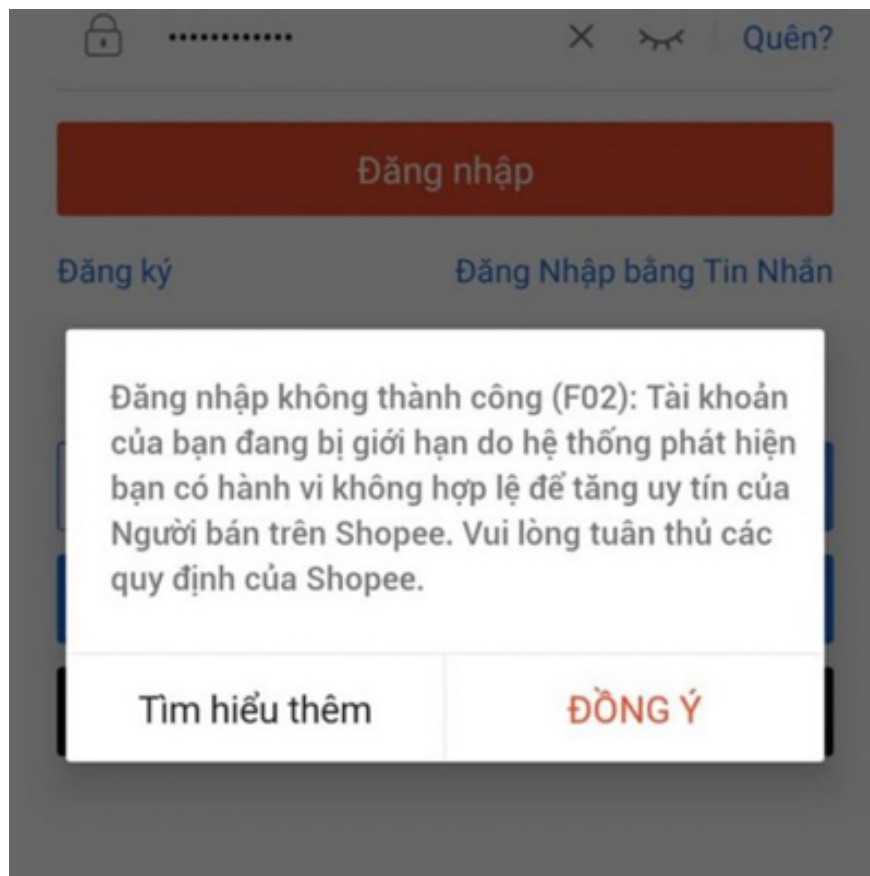 •••••••••••• Quên?
Đăng nhập
Đăng ký Đăng Nhập bằng Tin Nhắn
Đăng nhập không thành công (F02): Tài khoản
của bạn đang bị giới hạn do hệ thống phát hiện
bạn có hành vi không hợp lệ để tăng uy tín của
Người bán trên Shopee. Vui lòng tuân thủ các
quy định của Shopee.
Tìm hiểu thêm ĐỒNG Ý